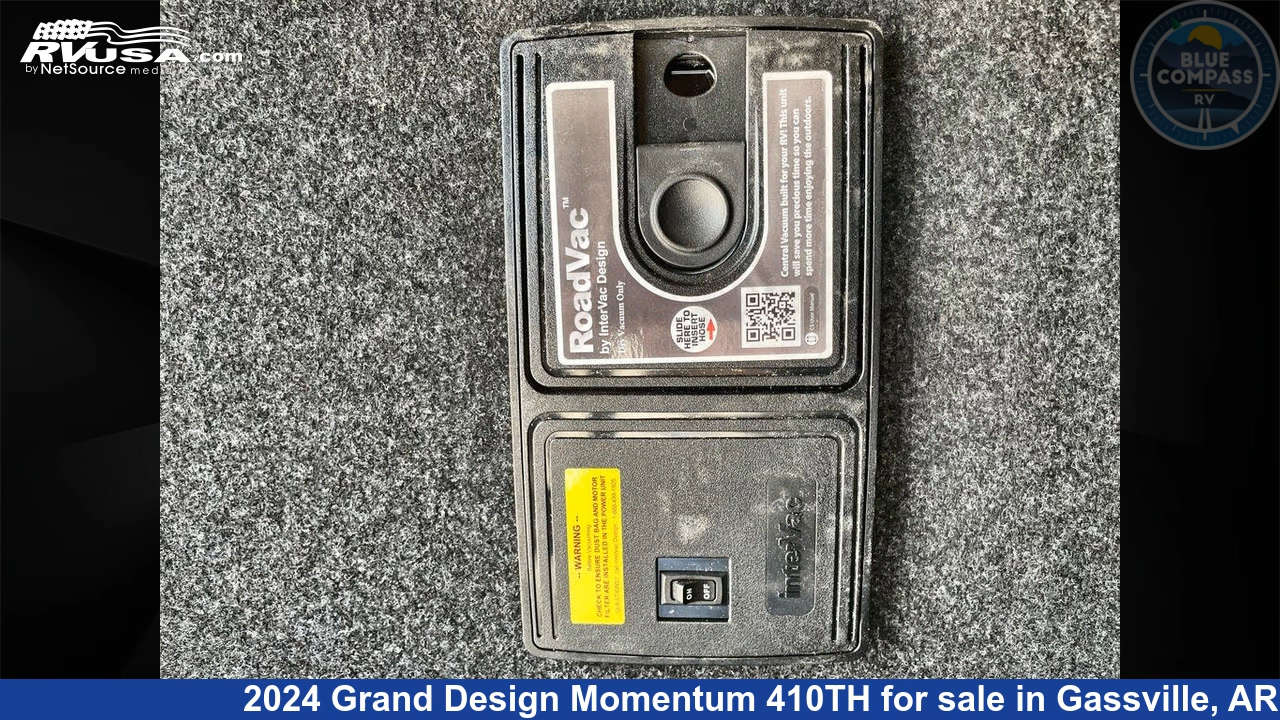 RVUSA.com
by NetSource media
BLUE
COMPASS
RV
RoadVac™
by InterVac Design
Dry Vacuum Only
SLIDE
HERE TO
INSERT
HOSE
Central Vacuum built for your RV! This unit
will save you precious time so you can
spend more time enjoying the outdoors.
-- WARNING --
Before Vacuuming
CHECK TO ENSURE DUST BAG AND MOTOR
FILTER ARE INSTALLED IN THE POWER UNIT
ON
OFF
InterVac
2024 Grand Design Momentum 410TH for sale in Gassville, AR